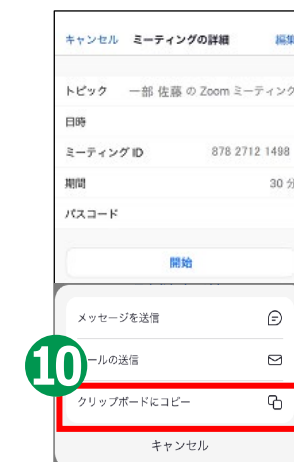 キャンセル ミーティングの詳細 編集
トピック 一部 佐藤 の Zoom ミーティング
日時
ミーティング ID 878 2712 1498
期間 30 分
パスコード
開始
メッセージを送信
ールの送信
10
クリップボードにコピー
キャンセル